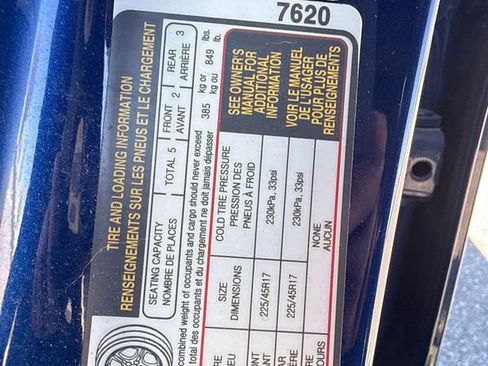 7620
TIRE AND LOADING INFORMATION
RENSEIGNEMENTS SUR LES PNEUS ET LE CHARGEMENT
SEATING CAPACITY
NOMBRE DE PLACES
TOTAL 5
FRONT 2
AVANT
REAR 3
ARRIÈRE
combined weight of occupants and cargo should never exceed 385 kg or 849 lbs.
total des occupants et du chargement ne doit jamais dépasser kg ou lb.
SIZE
DIMENSIONS
COLD TIRE PRESSURE
PRESSION DES
PNEUS À FROID
225/45R17
230kPa, 33psi
225/45R17
230kPa, 33psi
NONE
AUCUN
SEE OWNER'S
MANUAL FOR
ADDITIONAL
INFORMATION
VOIR LE MANUEL
DE L'USAGER
POUR PLUS DE
RENSEIGNEMENTS